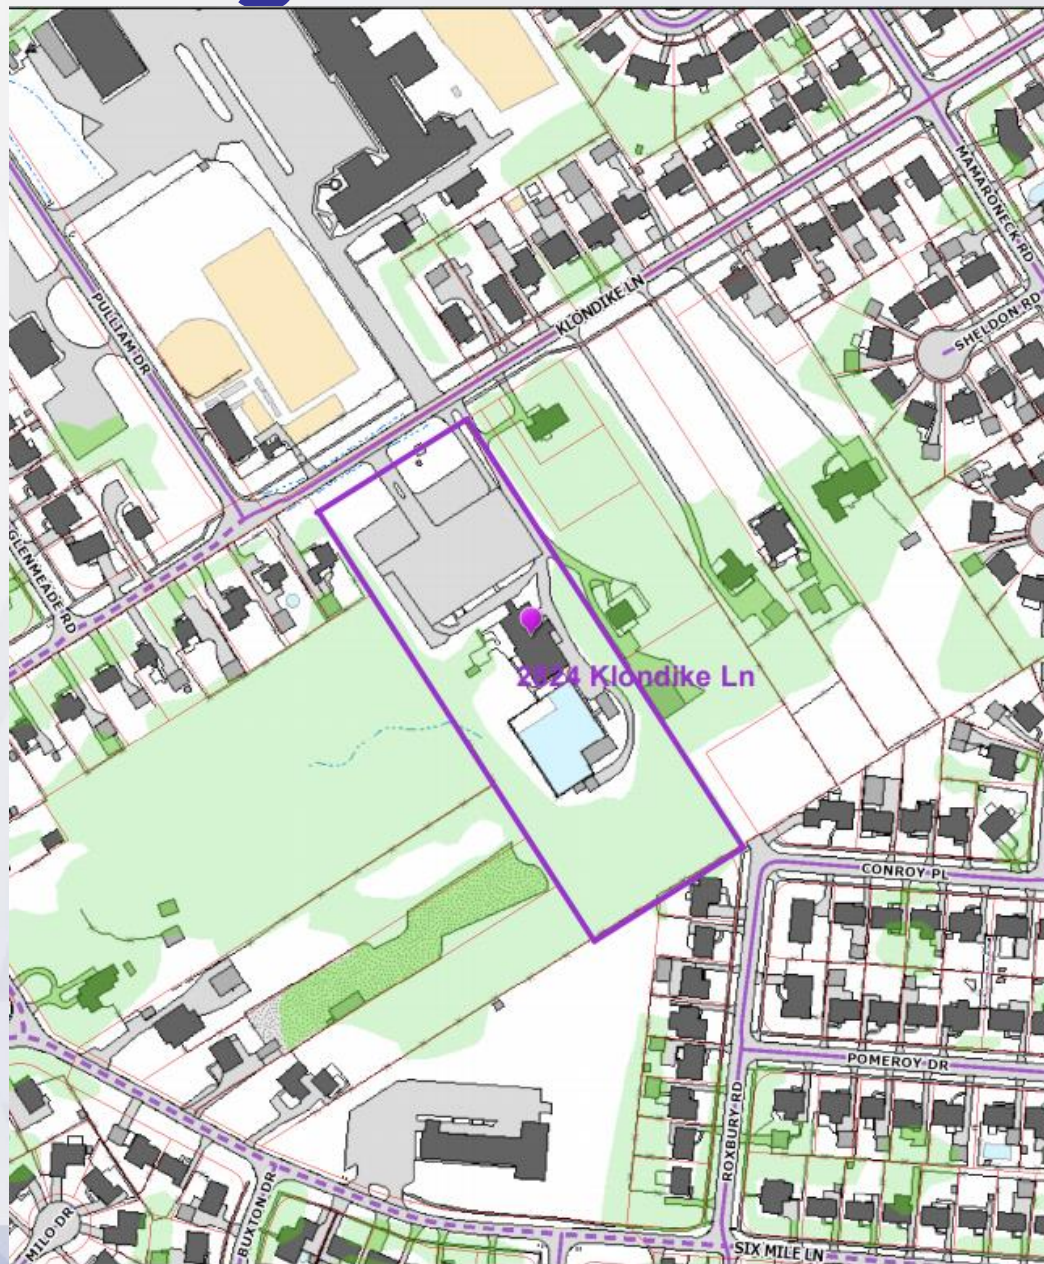 MAMARONECK RD
KLONDIKE LN
SHELDON RD
PULLTAM DR
GLENMEADE RD
2824 Klondike Ln
CONROY PL
POMEROY DR
ROXBURY RD
BUXTON DR
MILO DR
SIX MILE LN